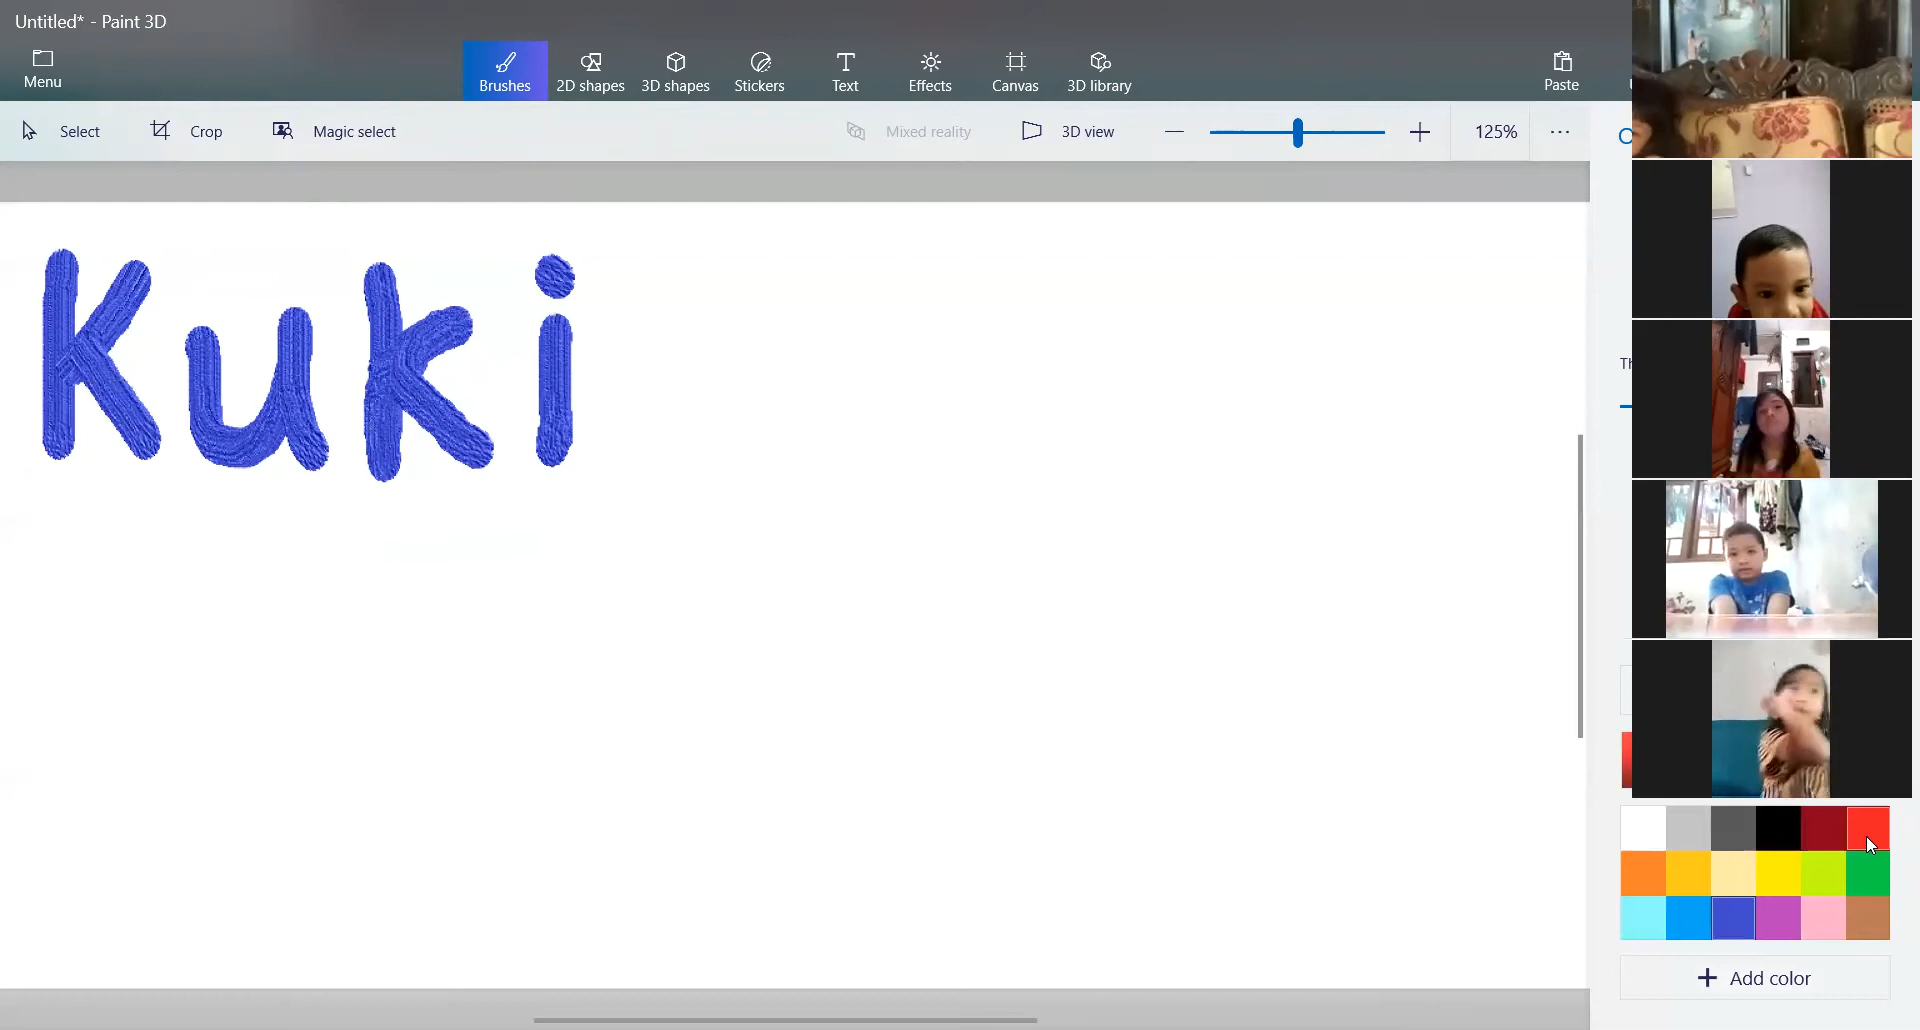 Untitled* - Paint 3D
Menu
Brushes
2D shapes
3D shapes
Stickers
Text
Effects
Canvas
3D library
Paste
Select
Crop
Magic select
Mixed reality
3D view
125%
Kuki
Add color